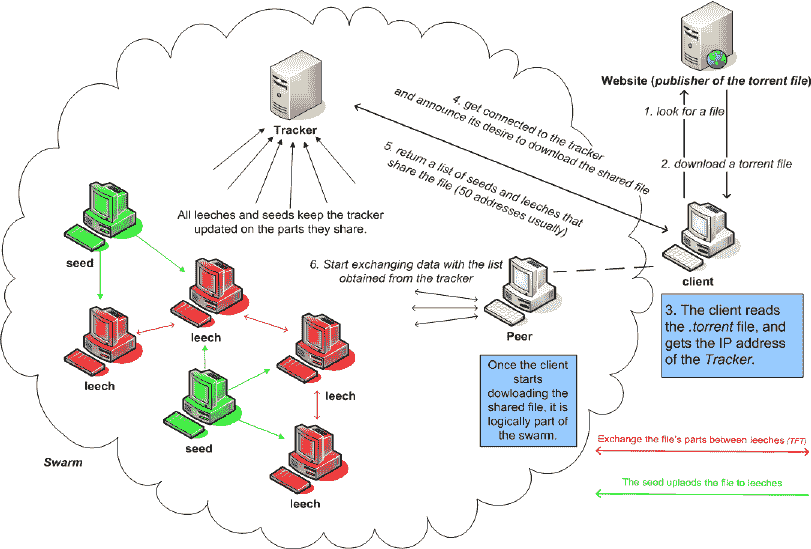 Website (publisher of the torrent file)
1. look for a file
2. download a torrent file
client
3. The client reads
the .torrent file, and
gets the IP address
of the Tracker.
Tracker
4. get connected to the tracker
and announce its desire to download the shared file
5. return a list of seeds and leeches that
share the file (50 addresses usually)
All leeches and seeds keep the tracker
updated on the parts they share.
6. Start exchanging data with the list
obtained from the tracker
Peer
Once the client
starts
dowloading the
shared file, it is
logically part of
the swarm.
seed
leech
leech
leech
seed
leech
Swarm
Exchange the file's parts between leeches (TFT)
The seed uplaods the file to leeches